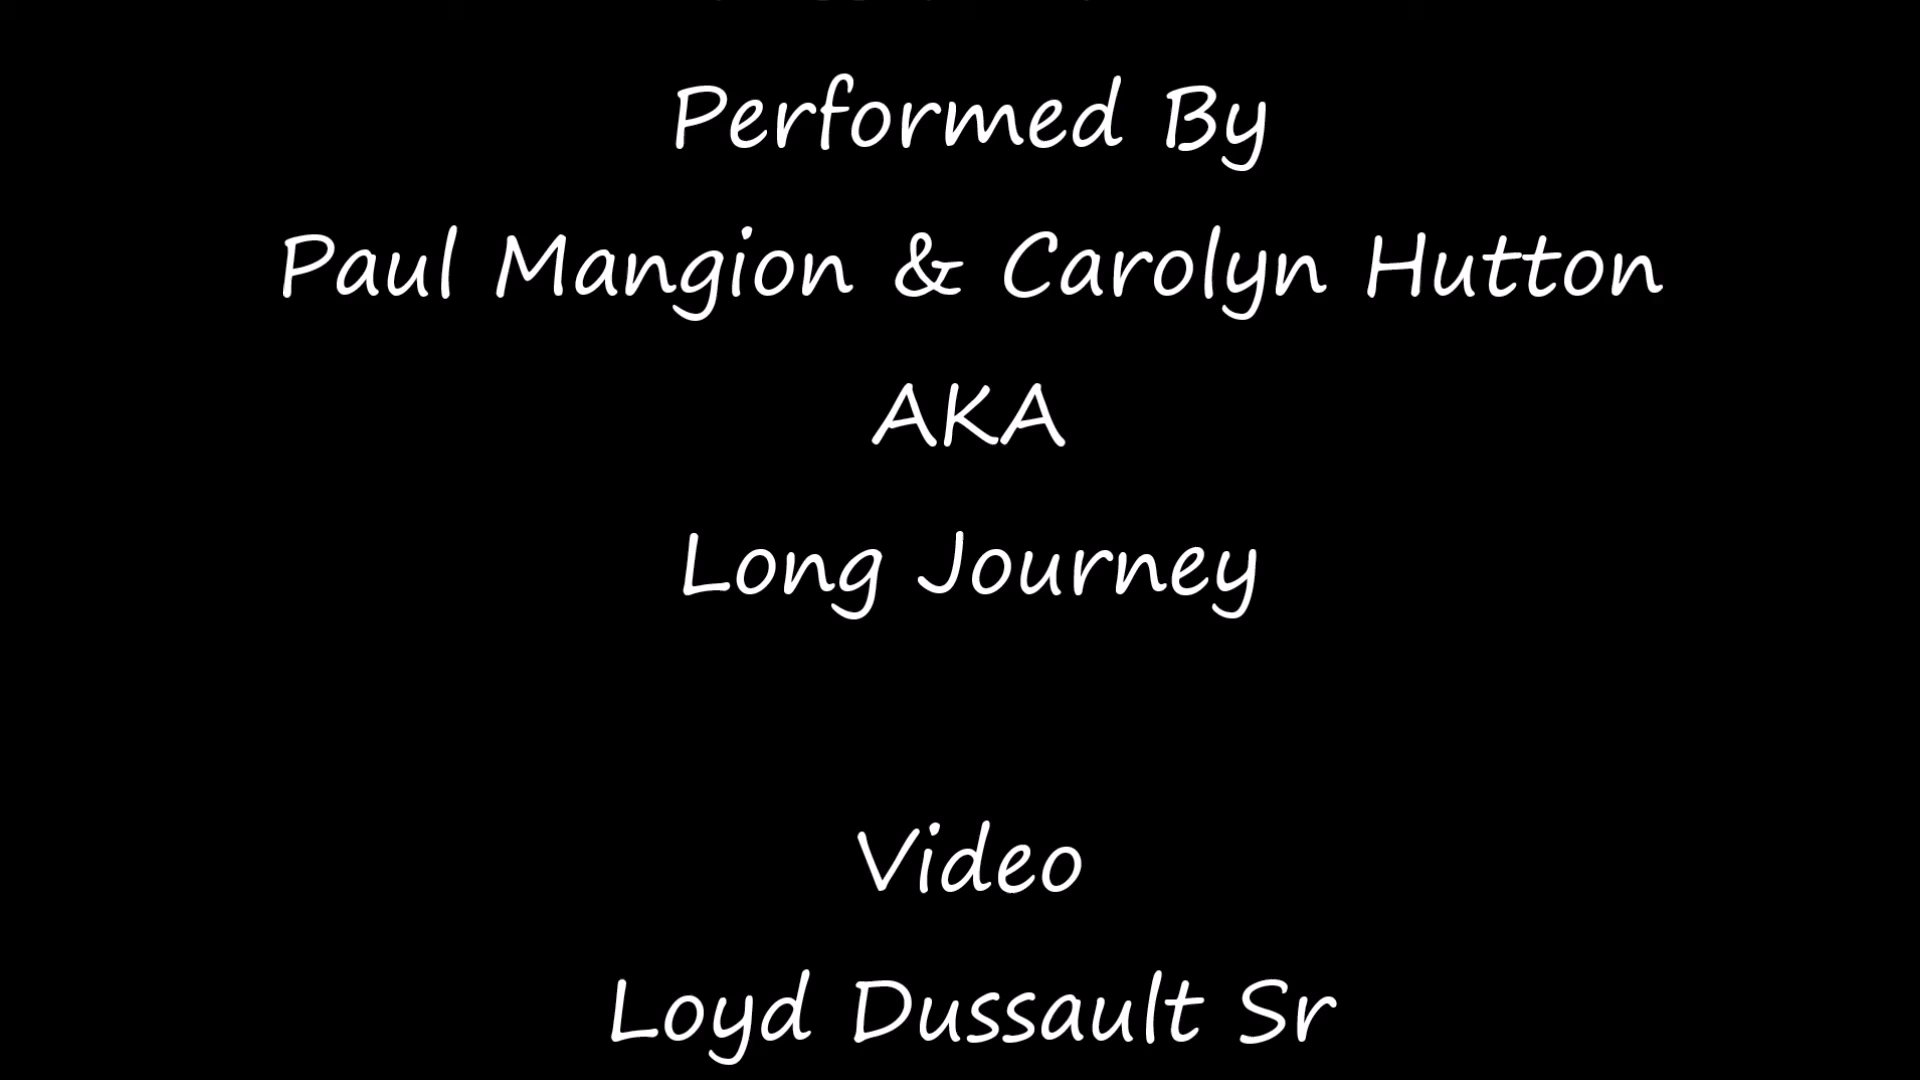 Performed By
Paul Mangion & Carolyn Hutton
AKA
Long Journey
Video
Loyd Dussault Sr